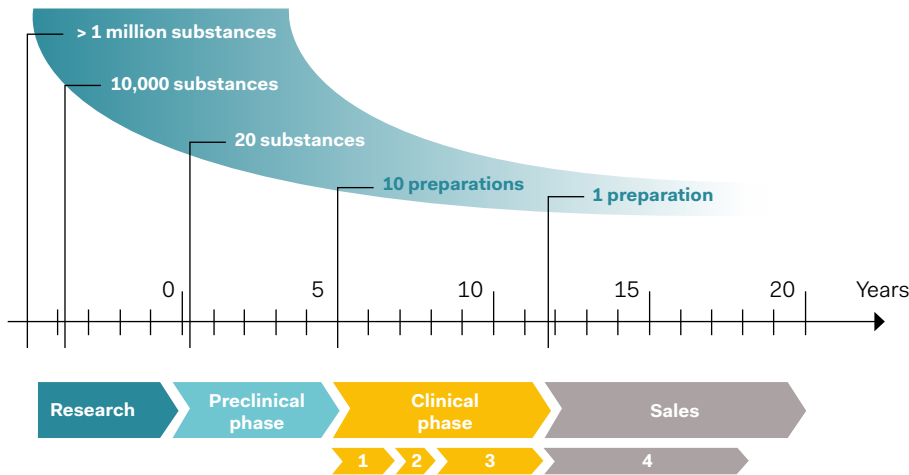 > 1 million substances
10,000 substances
20 substances
10 preparations
1 preparation
0 5 10 15 20 Years
Research
Preclinical
phase
Clinical
phase
Sales
1 2 3 4